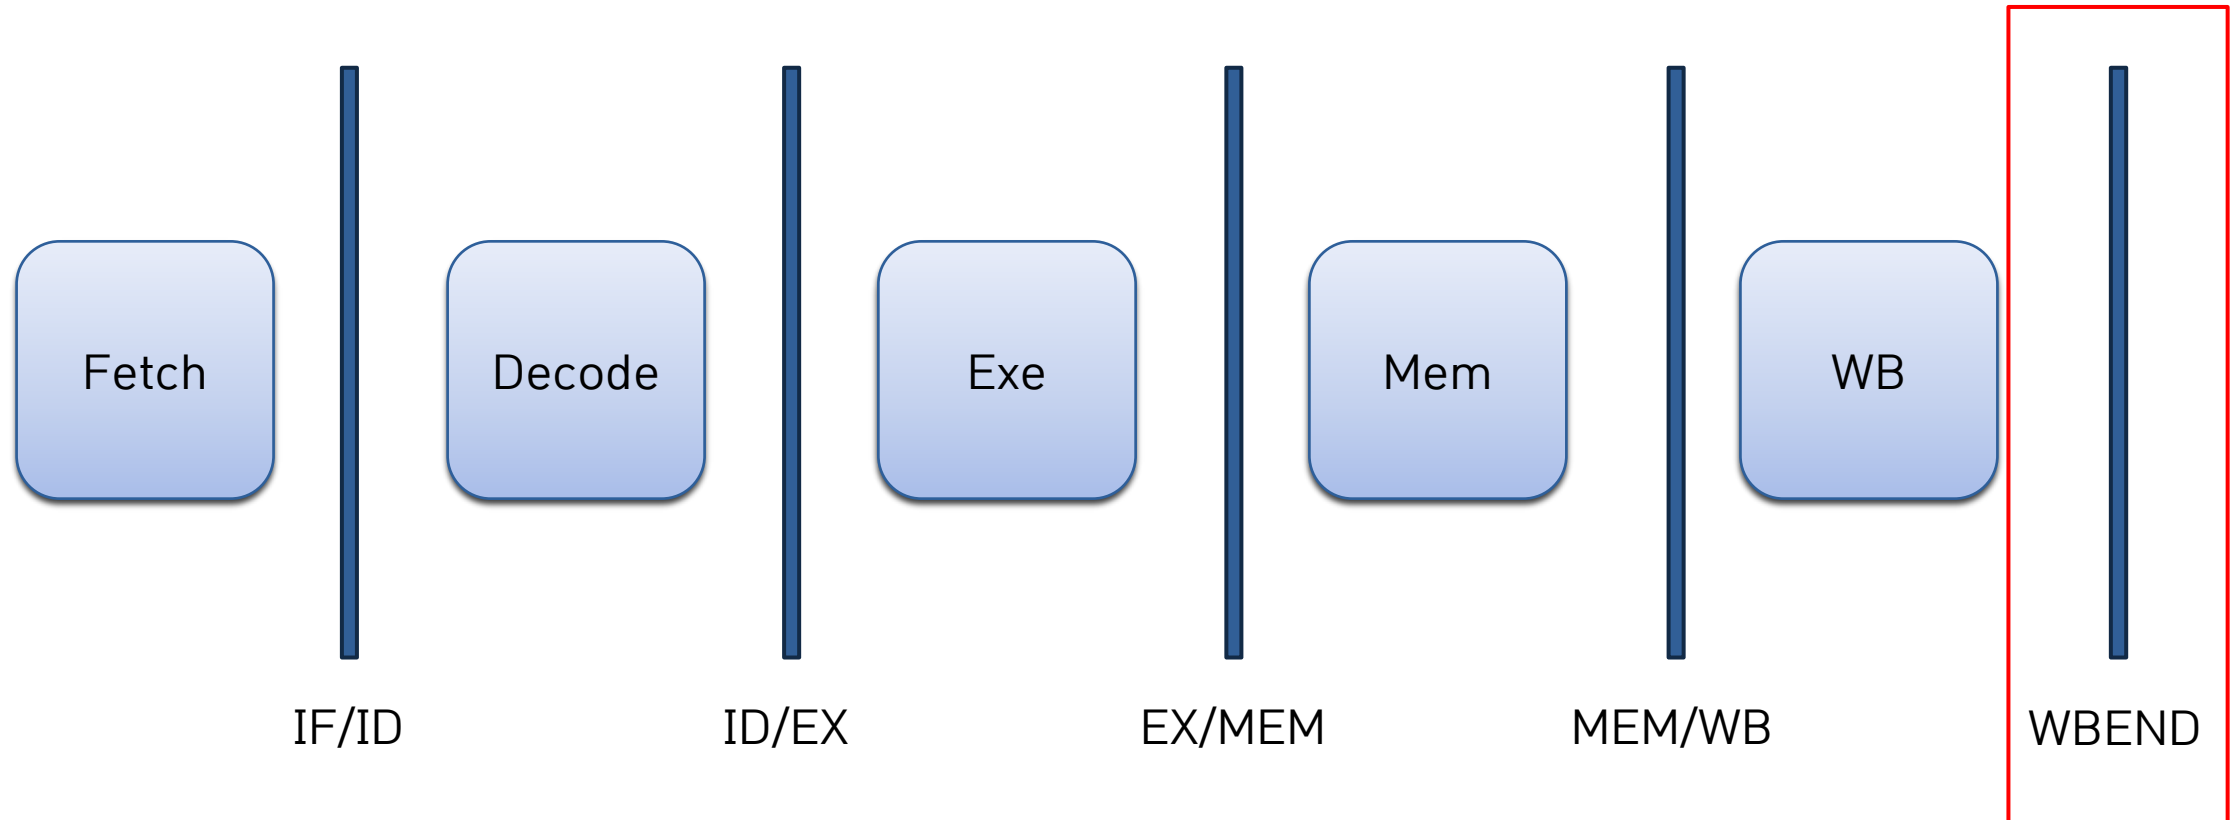 Fetch
Decode
Exe
Mem
WB
IF/ID
ID/EX
EX/MEM
MEM/WB
WBEND